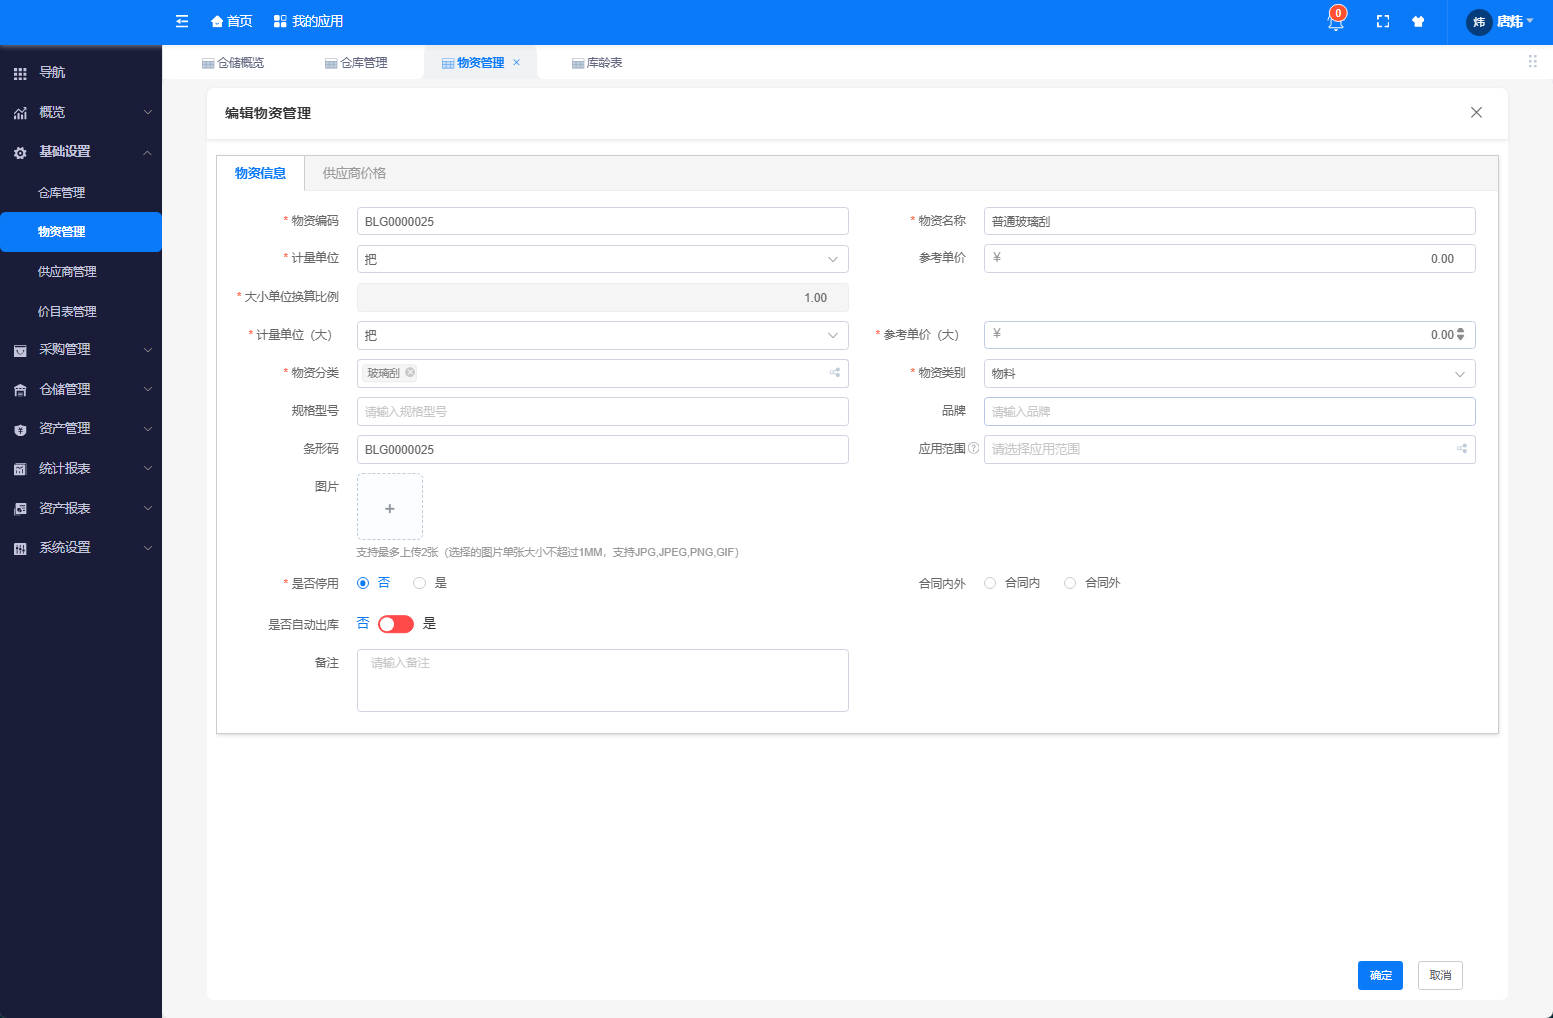 首页 我的应用 0 炜 唐炜
仓储概览 仓库管理 物资管理 × 库龄表
导航
概览
基础设置
仓库管理
物资管理
供应商管理
价目表管理
采购管理
仓储管理
资产管理
统计报表
资产报表
系统设置
编辑物资管理
物资信息 供应商价格
* 物资编码 BLG0000025 * 物资名称 普通玻璃刮
* 计量单位 把 参考单价 ¥ 0.00
* 大小单位换算比例 1.00
* 计量单位（大） 把 * 参考单价（大） ¥ 0.00
* 物资分类 玻璃刮 * 物资类别 物料
规格型号 请输入规格型号 品牌 请输入品牌
条形码 BLG0000025 应用范围 ? 请选择应用范围
图片 +
支持最多上传2张（选择的图片单张大小不超过1MM，支持JPG,JPEG,PNG,GIF）
* 是否停用 否 是 合同内外 合同内 合同外
是否自动出库 否 是
备注 请输入备注
确定 取消